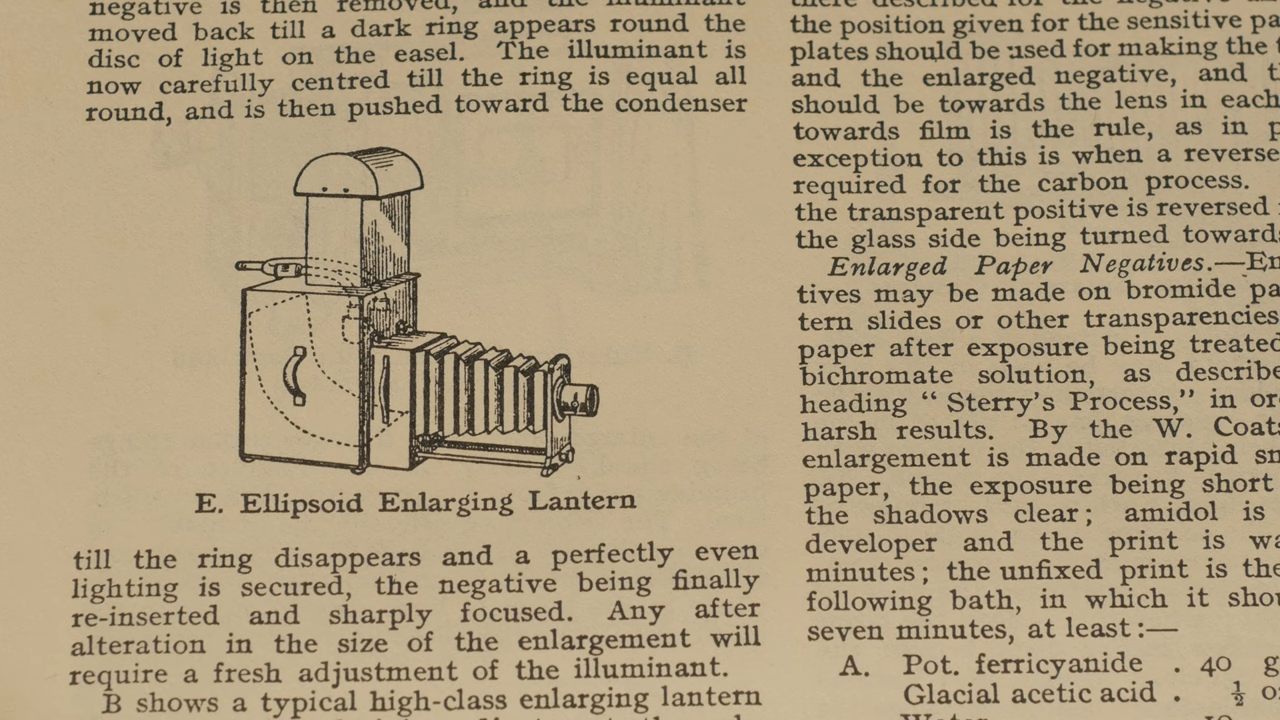 negative is then removed, and the illuminant
moved back till a dark ring appears round the
disc of light on the easel. The illuminant is
now carefully centred till the ring is equal all
round, and is then pushed toward the condenser
E. Ellipsoid Enlarging Lantern
till the ring disappears and a perfectly even
lighting is secured, the negative being finally
re-inserted and sharply focused. Any after
alteration in the size of the enlargement will
require a fresh adjustment of the illuminant.
B shows a typical high-class enlarging lantern
there described for the negative
the position given for the sensitive
plates should be used for making the
and the enlarged negative, and
should be towards the lens in each
towards film is the rule, as in
exception to this is when a
required for the carbon process.
the transparent positive is reversed
the glass side being turned
Enlarged Paper Negatives.—
tives may be made on bromide
tern slides or other transparencies
paper after exposure being treated
bichromate solution, as
heading “ Sterry's Process,” in
harsh results. By the W.
enlargement is made on rapid
paper, the exposure being short
the shadows clear; amidol is
developer and the print is
minutes; the unfixed print is
following bath, in which it
seven minutes, at least:—
A. Pot. ferricyanide . 40
Glacial acetic acid . ½
Water